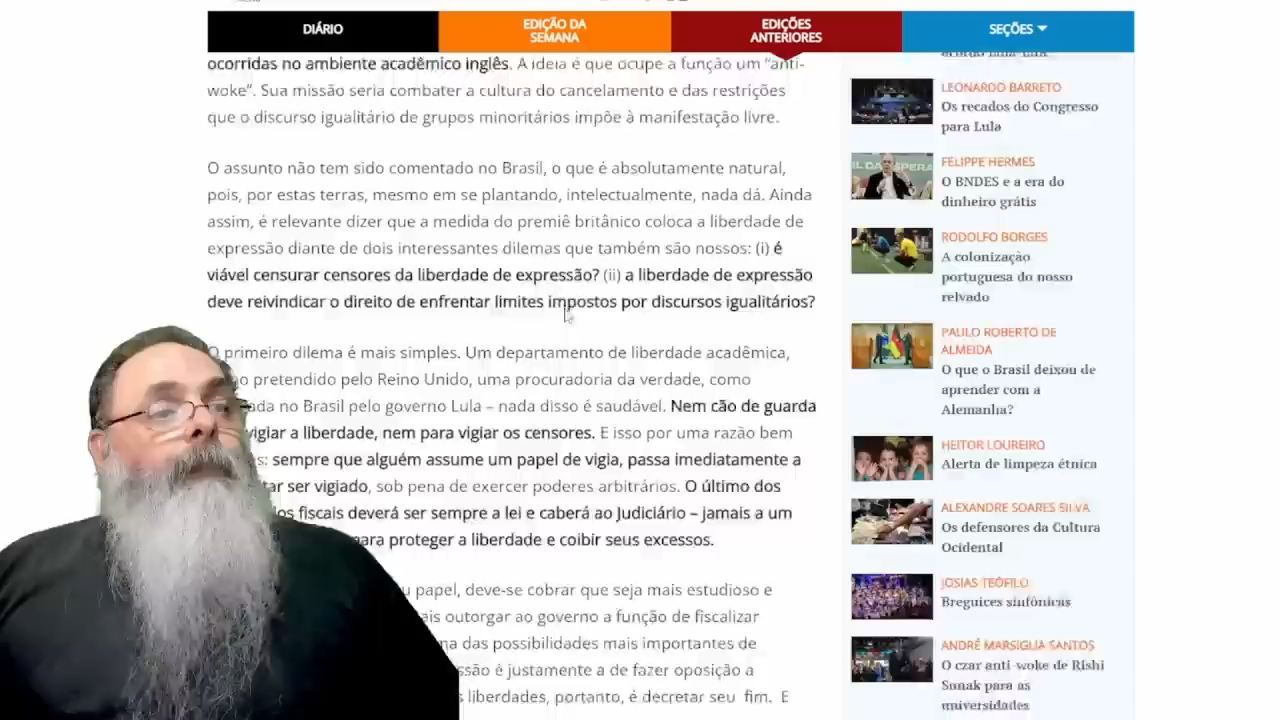 DIÁRIO
EDIÇÃO DA
SEMANA
EDIÇÕES
ANTERIORES
SEÇÕES
ocorridas no ambiente acadêmico inglês. A ideia é que ocupe a função um “anti-
woke”. Sua missão seria combater a cultura do cancelamento e das restrições
que o discurso igualitário de grupos minoritários impõe à manifestação livre.
O assunto não tem sido comentado no Brasil, o que é absolutamente natural,
pois, por estas terras, mesmo em se plantando, intelectualmente, nada dá. Ainda
assim, é relevante dizer que a medida do premiê britânico coloca a liberdade de
expressão diante de dois interessantes dilemas que também são nossos: (i) é
viável censurar censores da liberdade de expressão? (ii) a liberdade de expressão
deve reivindicar o direito de enfrentar limites impostos por discursos igualitários?
O primeiro dilema é mais simples. Um departamento de liberdade acadêmica,
pretendido pelo Reino Unido, uma procuradoria da verdade, como
no Brasil pelo governo Lula – nada disso é saudável. Nem cão de guarda
vigiar a liberdade, nem para vigiar os censores. E isso por uma razão bem
sempre que alguém assume um papel de vigia, passa imediatamente a
ser vigiado, sob pena de exercer poderes arbitrários. O último dos
fiscais deverá ser sempre a lei e caberá ao Judiciário – jamais a um
para proteger a liberdade e coibir seus excessos.
papel, deve-se cobrar que seja mais estudioso e
outorgar ao governo a função de fiscalizar
das possibilidades mais importantes de
é justamente a de fazer oposição a
liberdades, portanto, é decretar seu fim. E
LEONARDO BARRETO
Os recados do Congresso
para Lula
FELIPPE HERMES
O BNDES e a era do
dinheiro grátis
RODOLFO BORGES
A colonização
portuguesa do nosso
relvado
PAULO ROBERTO DE
ALMEIDA
O que o Brasil deixou de
aprender com a
Alemanha?
HEITOR LOUREIRO
Alerta de limpeza étnica
ALEXANDRE SOARES SILVA
Os defensores da Cultura
Ocidental
JOSIAS TEÓFILO
Breguices sinfônicas
ANDRÉ MARSIGLIA SANTOS
O czar anti-woke de Rishi
Sunak para as
universidades